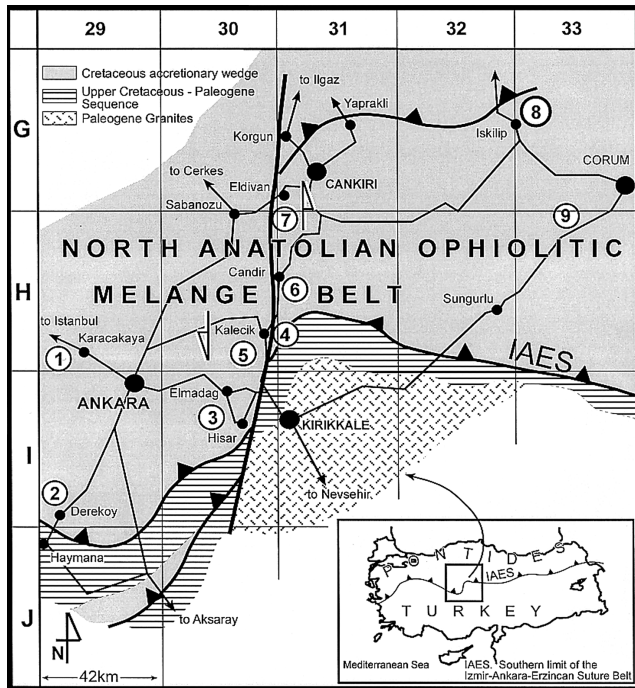 29 30 31 32 33
G
H
I
J
Cretaceous accretionary wedge
Upper Cretaceous - Paleogene
Sequence
Paleogene Granites
to Ilgaz
Yaprakli
Korgun
8
Iskilip
to Cerkes
Eldivan
CANKIRI
CORUM
Sabanozu
7
9
NORTH ANATOLIAN OPHIOLITIC
Candir
6
MELANGE BELT
Sungurlu
to Istanbul
Karacakaya
Kalecik
4
1
5
IAES
ANKARA
Elmadag
3
Hisar
KIRIKKALE
2
Derekoy
to Nevsehir
Haymana
to Aksaray
N
42km
PONTIDES
IAES
TURKEY
Mediterranean Sea
IAES. Southern limit of the
Izmir-Ankara-Erzincan Suture Belt